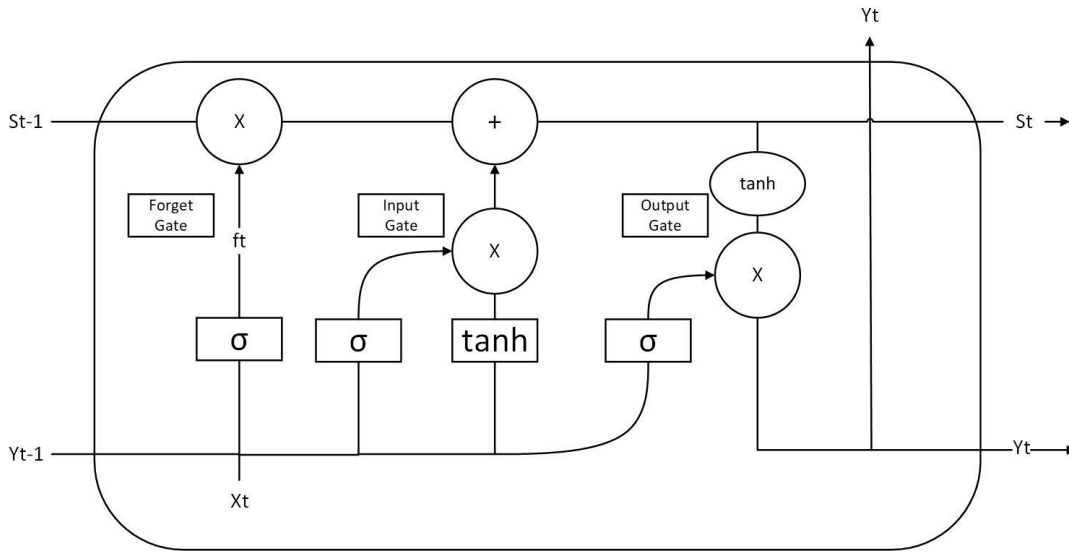 Yt
St-1
X
+
St
tanh
Forget
Gate
Input
Gate
Output
Gate
ft
X
X
σ
σ
tanh
σ
Yt-1
Yt
Xt